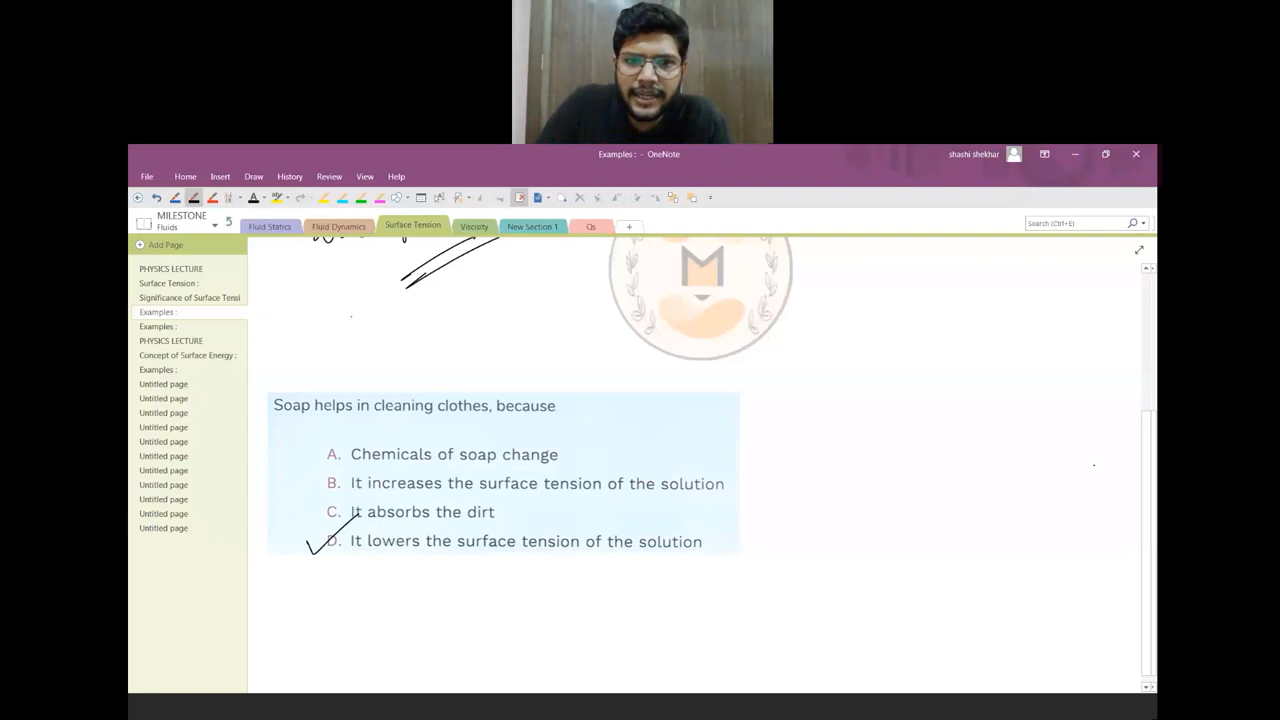 Examples : - OneNote
shashi shekhar
File Home Insert Draw History Review View Help
MILESTONE
Fluids
Fluid Statics
Fluid Dynamics
Surface Tension
Viscisity
New Section 1
Qs
Search (Ctrl+E)
Add Page
PHYSICS LECTURE
Surface Tension :
Significance of Surface Tensi
Examples :
Examples :
PHYSICS LECTURE
Concept of Surface Energy :
Examples :
Untitled page
Untitled page
Untitled page
Untitled page
Untitled page
Untitled page
Untitled page
Untitled page
Untitled page
Untitled page
Untitled page
M
Soap helps in cleaning clothes, because
A. Chemicals of soap change
B. It increases the surface tension of the solution
C. It absorbs the dirt
D. It lowers the surface tension of the solution